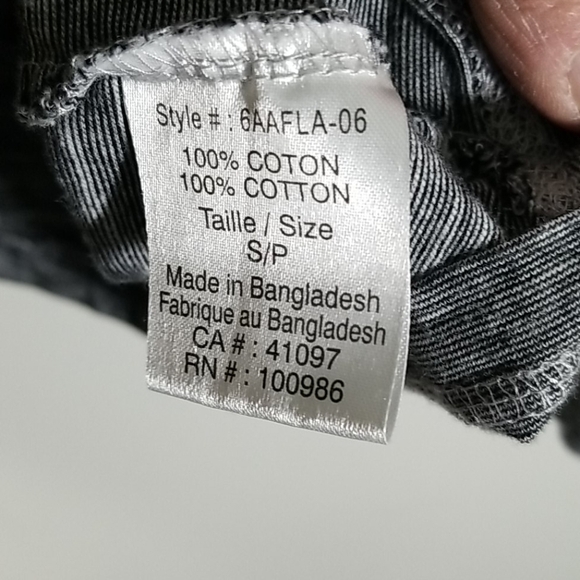 Style # : 6AAFLA-06
100% COTON
100% COTTON
Taille / Size
S/P
Made in Bangladesh
Fabrique au Bangladesh
CA # : 41097
RN # : 100986